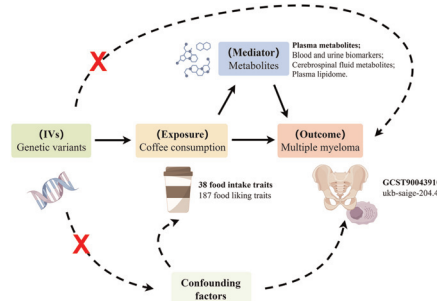 (Mediator)
Metabolites
Plasma metabolites;
Blood and urine biomarkers;
Cerebrospinal fluid metabolites;
Plasma lipidome.
(IVs)
Genetic variants
(Exposure)
Coffee consumption
(Outcome)
Multiple myeloma
38 food intake traits
187 food liking traits
X
X
Confounding
factors